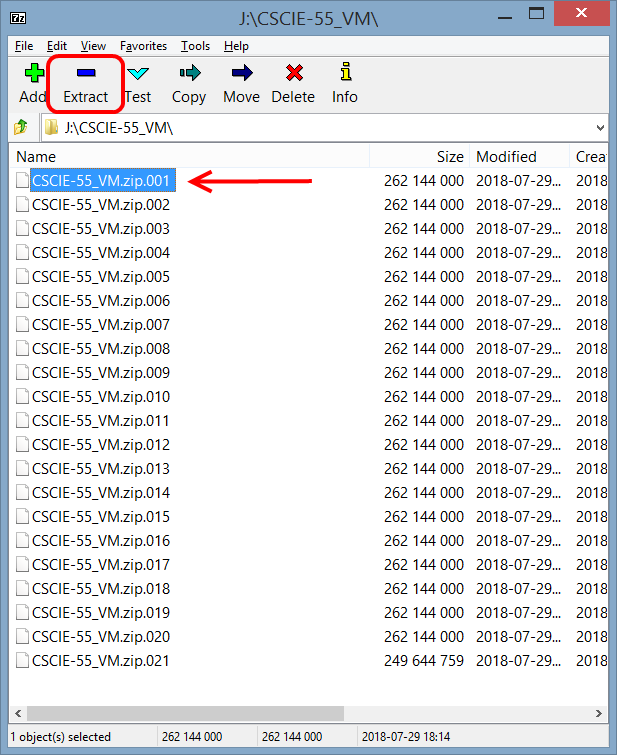 7z J:\CSCIE-55_VM\
File Edit View Favorites Tools Help
Add Extract Test Copy Move Delete Info
J:\CSCIE-55_VM\
Name Size Modified Crea
CSCIE-55_VM.zip.001 262 144 000 2018-07-29... 2018
CSCIE-55_VM.zip.002 262 144 000 2018-07-29... 2018
CSCIE-55_VM.zip.003 262 144 000 2018-07-29... 2018
CSCIE-55_VM.zip.004 262 144 000 2018-07-29... 2018
CSCIE-55_VM.zip.005 262 144 000 2018-07-29... 2018
CSCIE-55_VM.zip.006 262 144 000 2018-07-29... 2018
CSCIE-55_VM.zip.007 262 144 000 2018-07-29... 2018
CSCIE-55_VM.zip.008 262 144 000 2018-07-29... 2018
CSCIE-55_VM.zip.009 262 144 000 2018-07-29... 2018
CSCIE-55_VM.zip.010 262 144 000 2018-07-29... 2018
CSCIE-55_VM.zip.011 262 144 000 2018-07-29... 2018
CSCIE-55_VM.zip.012 262 144 000 2018-07-29... 2018
CSCIE-55_VM.zip.013 262 144 000 2018-07-29... 2018
CSCIE-55_VM.zip.014 262 144 000 2018-07-29... 2018
CSCIE-55_VM.zip.015 262 144 000 2018-07-29... 2018
CSCIE-55_VM.zip.016 262 144 000 2018-07-29... 2018
CSCIE-55_VM.zip.017 262 144 000 2018-07-29... 2018
CSCIE-55_VM.zip.018 262 144 000 2018-07-29... 2018
CSCIE-55_VM.zip.019 262 144 000 2018-07-29... 2018
CSCIE-55_VM.zip.020 262 144 000 2018-07-29... 2018
CSCIE-55_VM.zip.021 249 644 759 2018-07-29... 2018
1 object(s) selected 262 144 000 262 144 000 2018-07-29 18:14